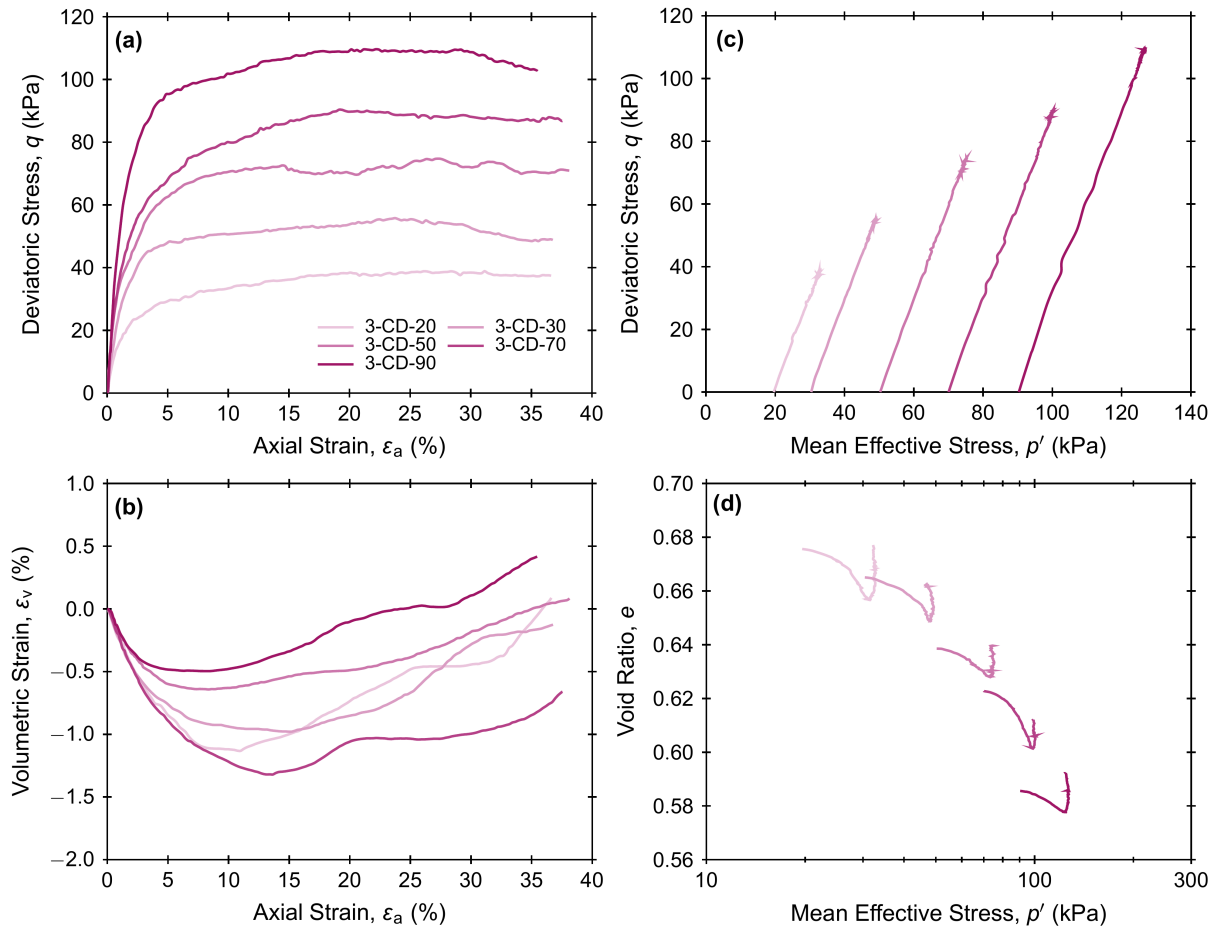 (a)
120
100
80
60
40
20
0
Deviatoric Stress, q (kPa)
3-CD-20 3-CD-30
3-CD-50 3-CD-70
3-CD-90
0 5 10 15 20 25 30 35 40
Axial Strain, εa (%)
(c)
120
100
80
60
40
20
0
Deviatoric Stress, q (kPa)
0 20 40 60 80 100 120 140
Mean Effective Stress, p′ (kPa)
(b)
1.0
0.5
0.0
−0.5
−1.0
−1.5
−2.0
Volumetric Strain, εv (%)
0 5 10 15 20 25 30 35 40
Axial Strain, εa (%)
(d)
0.70
0.68
0.66
0.64
0.62
0.60
0.58
0.56
Void Ratio, e
10 100 300
Mean Effective Stress, p′ (kPa)